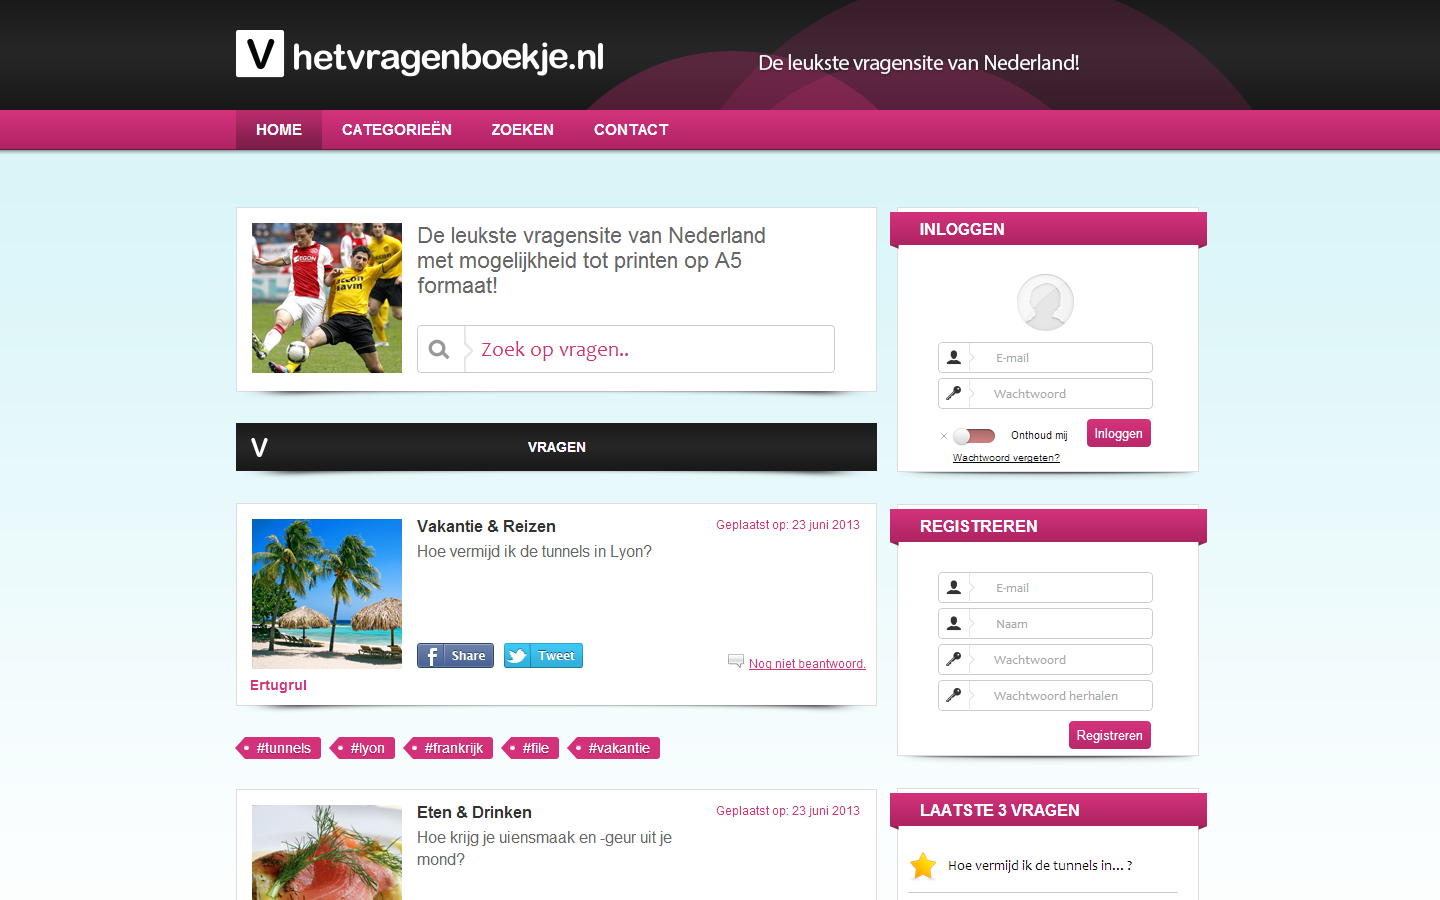 V hetvragenboekje.nl
De leukste vragensite van Nederland!
HOME CATEGORIEËN ZOEKEN CONTACT
De leukste vragensite van Nederland
met mogelijkheid tot printen op A5
formaat!
Zoek op vragen..
V VRAGEN
Vakantie & Reizen
Geplaatst op: 23 juni 2013
Hoe vermijd ik de tunnels in Lyon?
f Share
Tweet
Nog niet beantwoord.
Ertugrul
#tunnels #lyon #frankrijk #file #vakantie
Eten & Drinken
Geplaatst op: 23 juni 2013
Hoe krijg je uiensmaak en -geur uit je
mond?
INLOGGEN
E-mail
Wachtwoord
Onthoud mij
Inloggen
Wachtwoord vergeten?
REGISTREREN
E-mail
Naam
Wachtwoord
Wachtwoord herhalen
Registreren
LAATSTE 3 VRAGEN
Hoe vermijd ik de tunnels in... ?